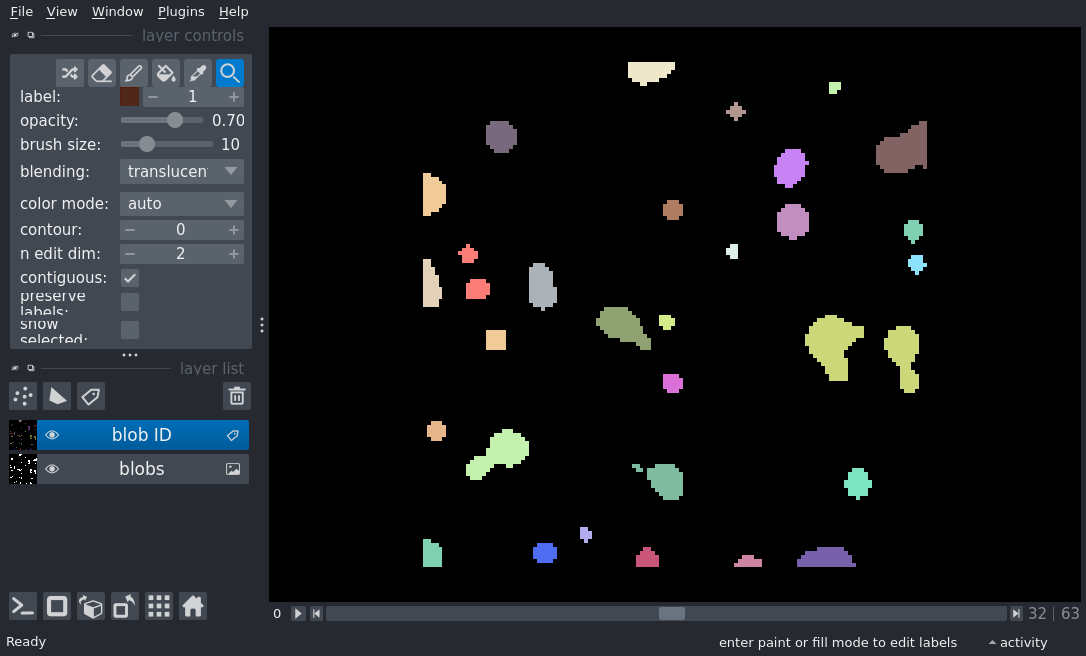 File View Window Plugins Help
layer controls
label: 1
opacity: 0.70
brush size: 10
blending: translucen
color mode: auto
contour: 0
n edit dim: 2
contiguous:
preserve
labels:
show
selected:
layer list
blob ID
blobs
0 32 63
Ready enter paint or fill mode to edit labels activity